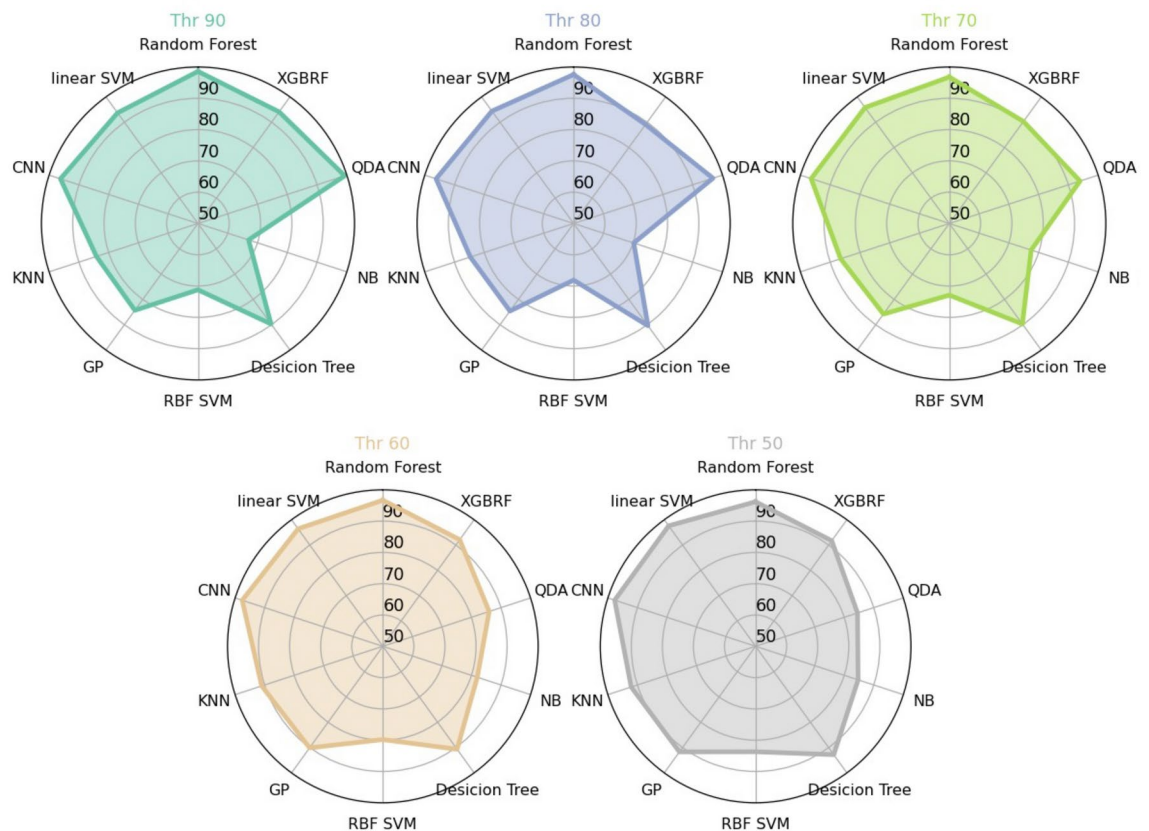 Thr 90
Random Forest
linear SVM
XGBRF
90
80
CNN
QDA
70
60
50
KNN
NB
GP
Desicion Tree
RBF SVM
Thr 80
Random Forest
linear SVM
XGBRF
90
80
CNN
QDA
70
60
50
KNN
NB
GP
Desicion Tree
RBF SVM
Thr 70
Random Forest
linear SVM
XGBRF
90
80
CNN
QDA
70
60
50
KNN
NB
GP
Desicion Tree
RBF SVM
Thr 60
Random Forest
linear SVM
XGBRF
90
80
CNN
QDA
70
60
50
KNN
NB
GP
Desicion Tree
RBF SVM
Thr 50
Random Forest
linear SVM
XGBRF
90
80
CNN
QDA
70
60
50
KNN
NB
GP
Desicion Tree
RBF SVM